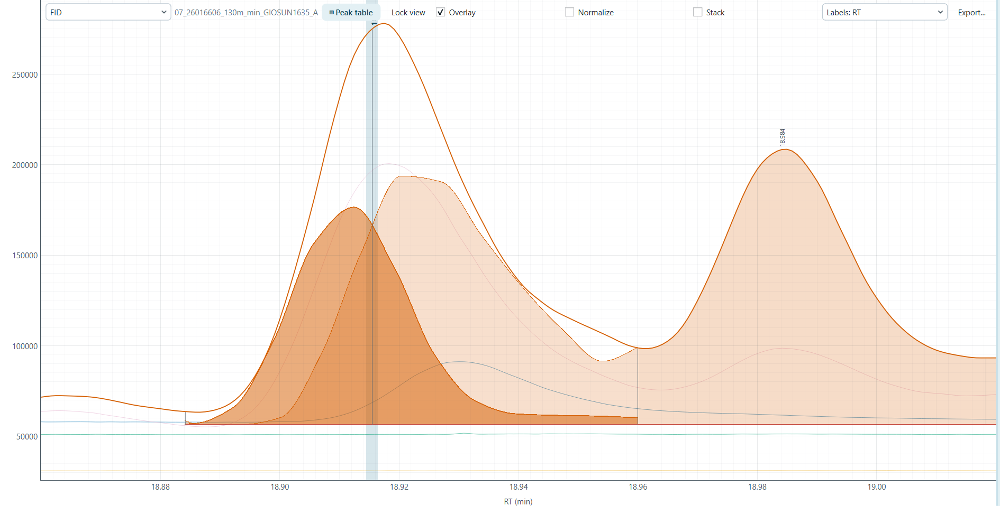 FID 07_26016606_130m_min_GIOSUN1635_A Peak table Lock view Overlay Normalize Stack Labels: RT Export...
250000
18.984
200000
150000
100000
50000
18.88 18.90 18.92 18.94 18.96 18.98 19.00
RT (min)